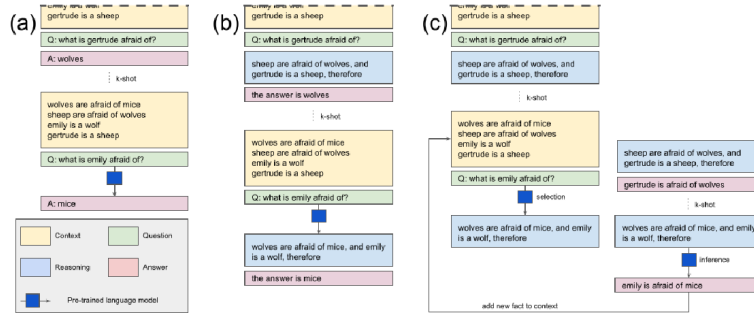 (a)
emily is a wolf
gertrude is a sheep
Q: what is gertrude afraid of?
A: wolves
k-shot
wolves are afraid of mice
sheep are afraid of wolves
emily is a wolf
gertrude is a sheep
Q: what is emily afraid of?
A: mice
Context
Question
Reasoning
Answer
Pre-trained language model
(b)
emily is a wolf
gertrude is a sheep
Q: what is gertrude afraid of?
sheep are afraid of wolves, and
gertrude is a sheep, therefore
the answer is wolves
k-shot
wolves are afraid of mice
sheep are afraid of wolves
emily is a wolf
gertrude is a sheep
Q: what is emily afraid of?
wolves are afraid of mice, and emily
is a wolf, therefore
the answer is mice
(c)
emily is a wolf
gertrude is a sheep
Q: what is gertrude afraid of?
sheep are afraid of wolves, and
gertrude is a sheep, therefore
k-shot
wolves are afraid of mice
sheep are afraid of wolves
emily is a wolf
gertrude is a sheep
Q: what is emily afraid of?
selection
wolves are afraid of mice, and emily
is a wolf, therefore
sheep are afraid of wolves, and
gertrude is a sheep, therefore
gertrude is afraid of wolves
k-shot
wolves are afraid of mice, and emily
is a wolf, therefore
inference
emily is afraid of mice
add new fact to context